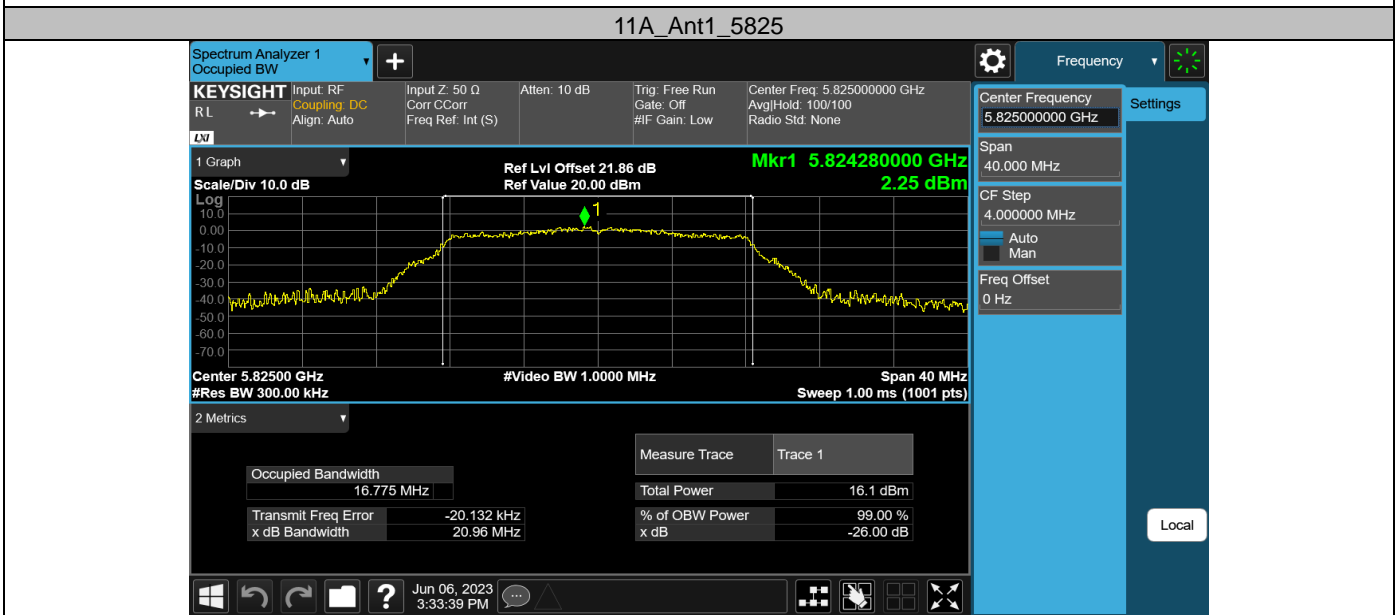 11A_Ant1_5825
Spectrum Analyzer 1
Occupied BW
+
Frequency
KEYSIGHT
R L
LXI
Input: RF
Coupling: DC
Align: Auto
Input Z: 50 Ω
Corr CCorr
Freq Ref: Int (S)
Atten: 10 dB
Trig: Free Run
Gate: Off
#IF Gain: Low
Center Freq: 5.825000000 GHz
Avg|Hold: 100/100
Radio Std: None
Center Frequency
5.825000000 GHz
Settings
Span
40.000 MHz
CF Step
4.000000 MHz
Auto
Man
Freq Offset
0 Hz
Local
1 Graph
Ref Lvl Offset 21.86 dB
Mkr1 5.824280000 GHz
Scale/Div 10.0 dB
Ref Value 20.00 dBm
2.25 dBm
Log
1
10.0
0.00
-10.0
-20.0
-30.0
-40.0
-50.0
-60.0
-70.0
Center 5.82500 GHz
#Video BW 1.0000 MHz
Span 40 MHz
#Res BW 300.00 kHz
Sweep 1.00 ms (1001 pts)
2 Metrics
Measure Trace
Trace 1
Occupied Bandwidth
16.775 MHz
Total Power
16.1 dBm
Transmit Freq Error
-20.132 kHz
% of OBW Power
99.00 %
x dB Bandwidth
20.96 MHz
x dB
-26.00 dB
?
Jun 06, 2023
3:33:39 PM